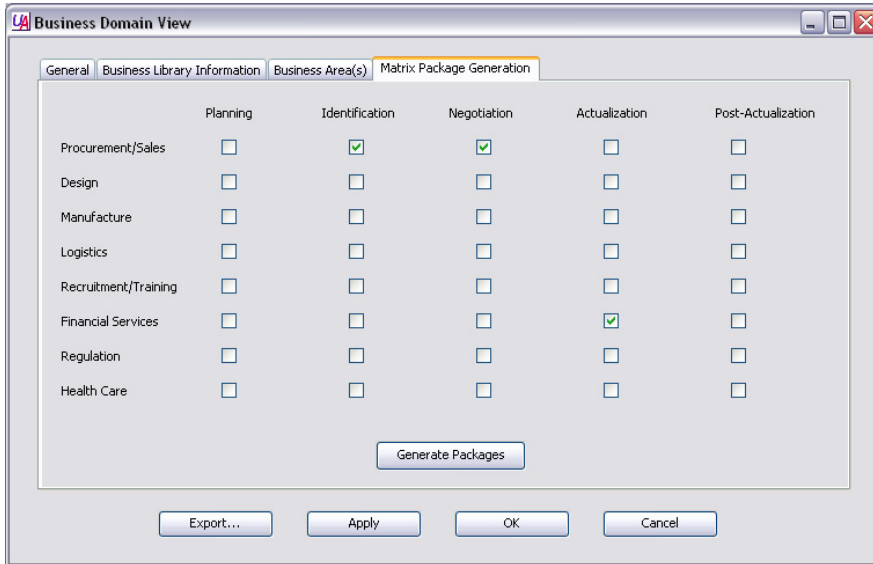 UA Business Domain View
General Business Library Information Business Area(s) Matrix Package Generation
Planning Identification Negotiation Actualization Post-Actualization
Procurement/Sales
Design
Manufacture
Logistics
Recruitment/Training
Financial Services
Regulation
Health Care
Generate Packages
Export... Apply OK Cancel